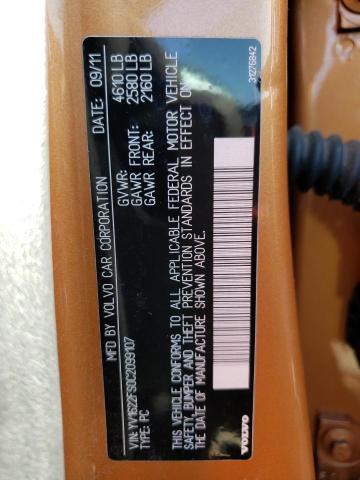 MFD BY VOLVO CAR CORPORATION DATE: 09/11
GVWR: 4610 LB
GAWR FRONT: 2580 LB
GAWR REAR: 2160 LB
VIN: YV1622FS0C2099107
TYPE: PC
THIS VEHICLE CONFORMS TO ALL APPLICABLE FEDERAL MOTOR VEHICLE
SAFETY, BUMPER AND THEFT PREVENTION STANDARDS IN EFFECT ON
THE DATE OF MANUFACTURE SHOWN ABOVE.
VOLVO
31276842